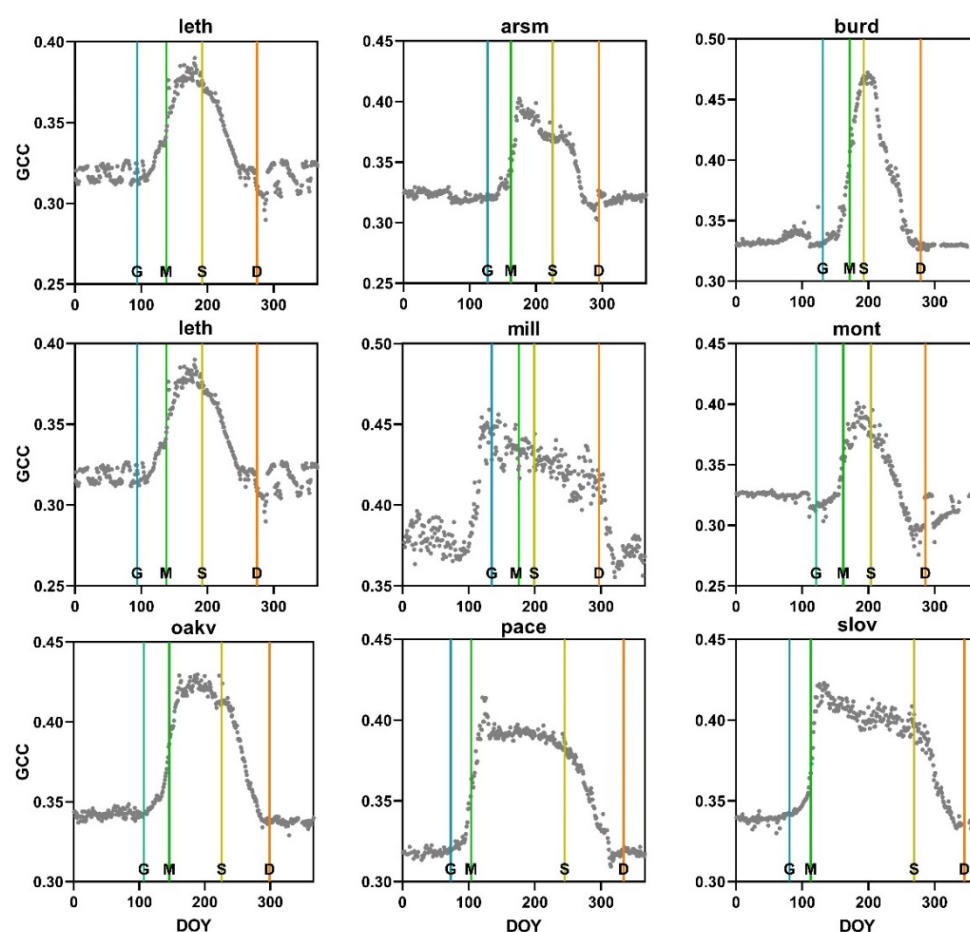 leth arsm burd
0.40 0.45 0.50
0.35 0.40 0.45
GCC
0.35 0.40
0.30 0.30 0.35
G M S D G M S D G M S D
0.25 0.25 0.30
0 100 200 300 0 100 200 300 0 100 200 300
leth mill mont
0.40 0.50 0.45
0.35 0.45 0.40
GCC
0.35
0.30 0.40 0.30
G M S D G M S D G M S D
0.25 0.35 0.25
0 100 200 300 0 100 200 300 0 100 200 300
oakv pace slov
0.45 0.45 0.45
0.40 0.40 0.40
GCC
0.35 0.35 0.35
G M S D G M S D G M S D
0.30 0.30 0.30
0 100 200 300 0 100 200 300 0 100 200 300
DOY DOY DOY